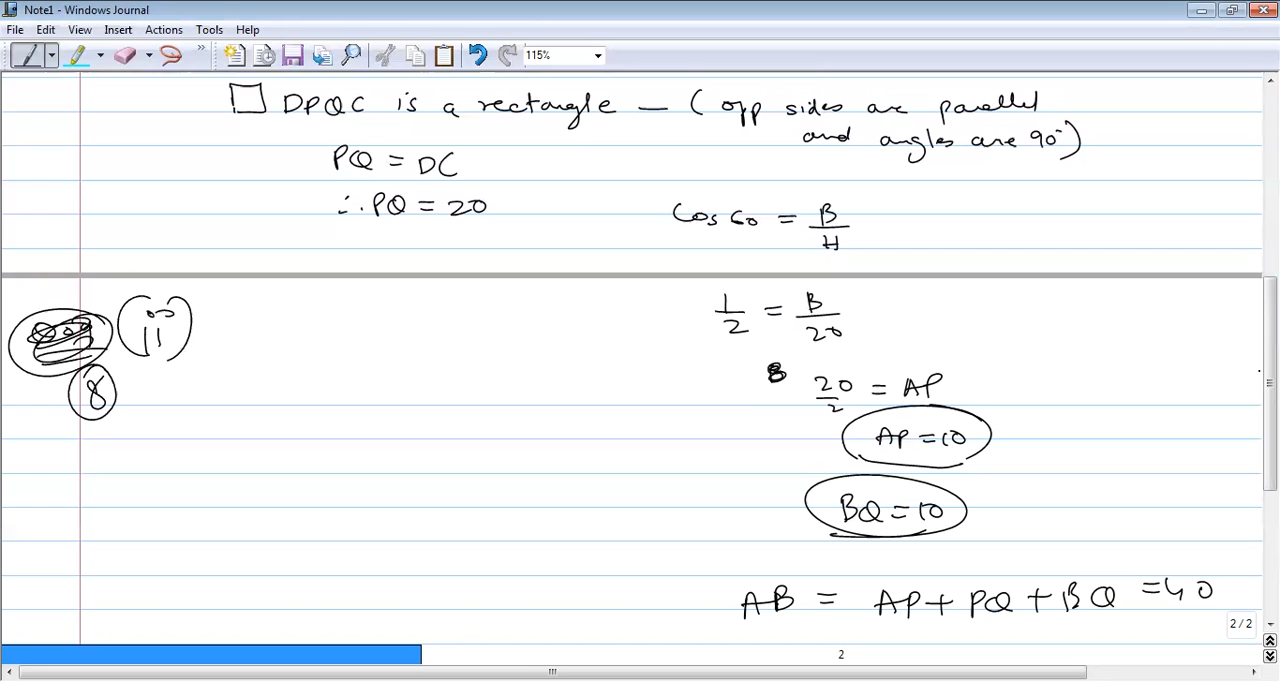 Note1 - Windows Journal
File Edit View Insert Actions Tools Help
115%
□ DPQC is a rectangle — ( opp sides are parallel
and angles are 90°)
PQ = DC
∴ PQ = 20
Cos 60 = B/H
1/2 = B/20
20/2 = AP
AP = 10
BQ = 10
AB = AP + PQ + BQ = 40
8
2/2
2